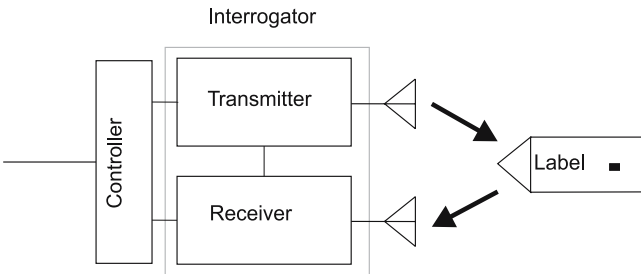 Interrogator
Controller
Transmitter
Receiver
Label